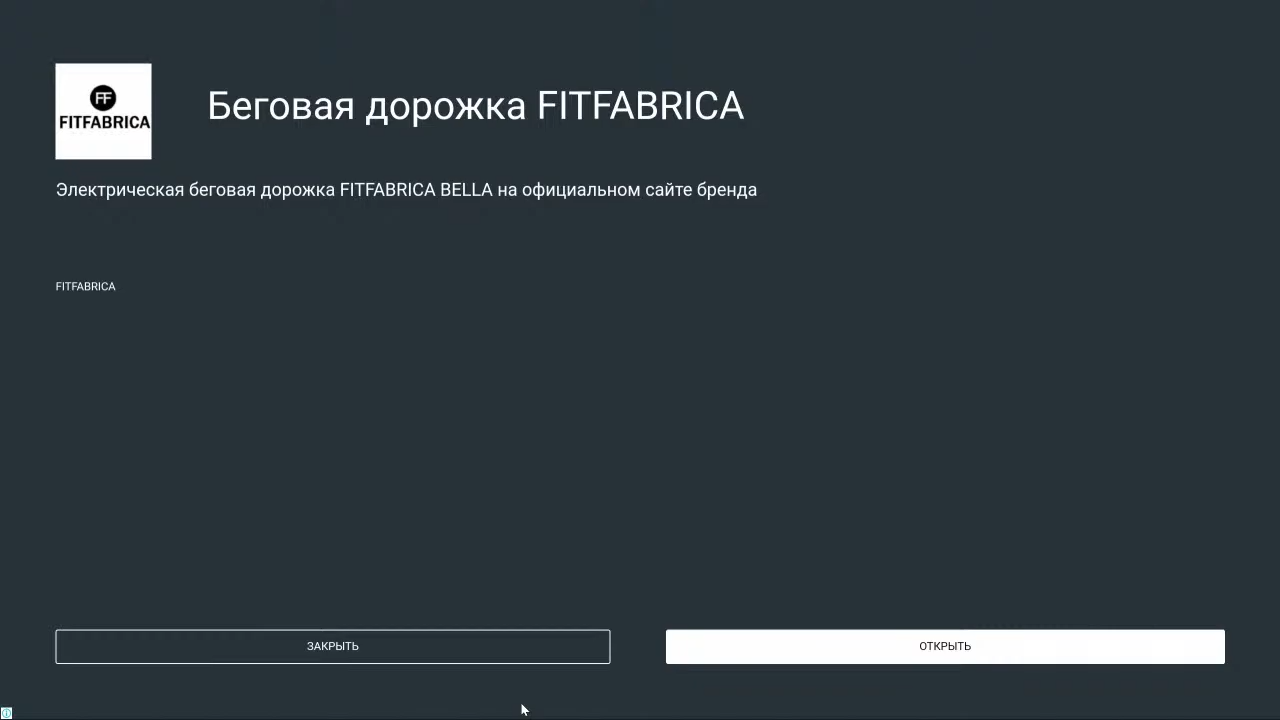 FF
FITFABRICA
Беговая дорожка FITFABRICA
Электрическая беговая дорожка FITFABRICA BELLA на официальном сайте бренда
FITFABRICA
ЗАКРЫТЬ
ОТКРЫТЬ